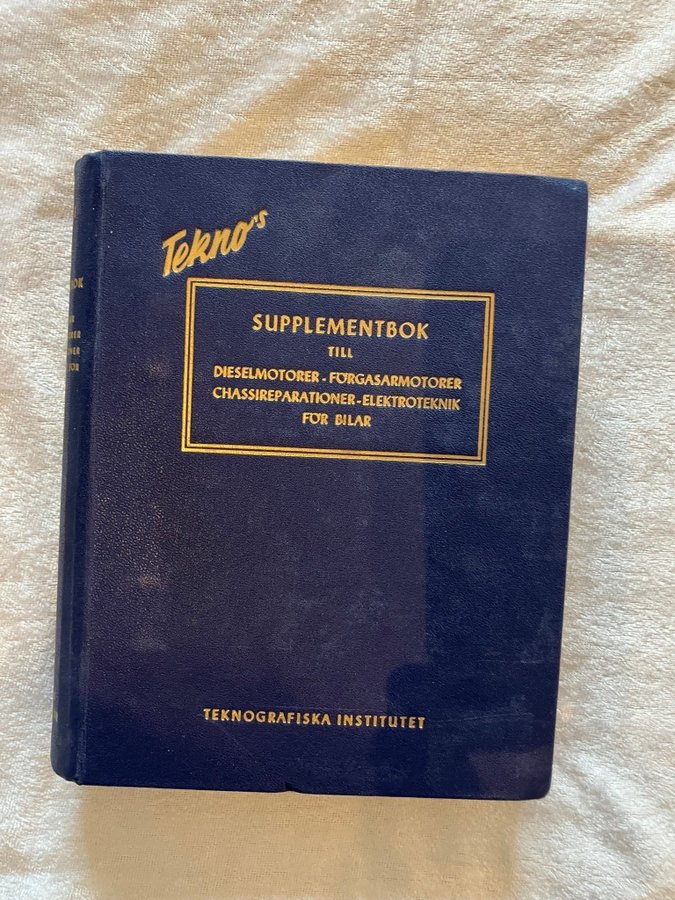 Tekno's
SUPPLEMENTBOK
TILL
DIESELMOTORER - FÖRGASARMOTORER
CHASSIREPARATIONER - ELEKTROTEKNIK
FÖR BILAR
TEKNOGRAFISKA INSTITUTET